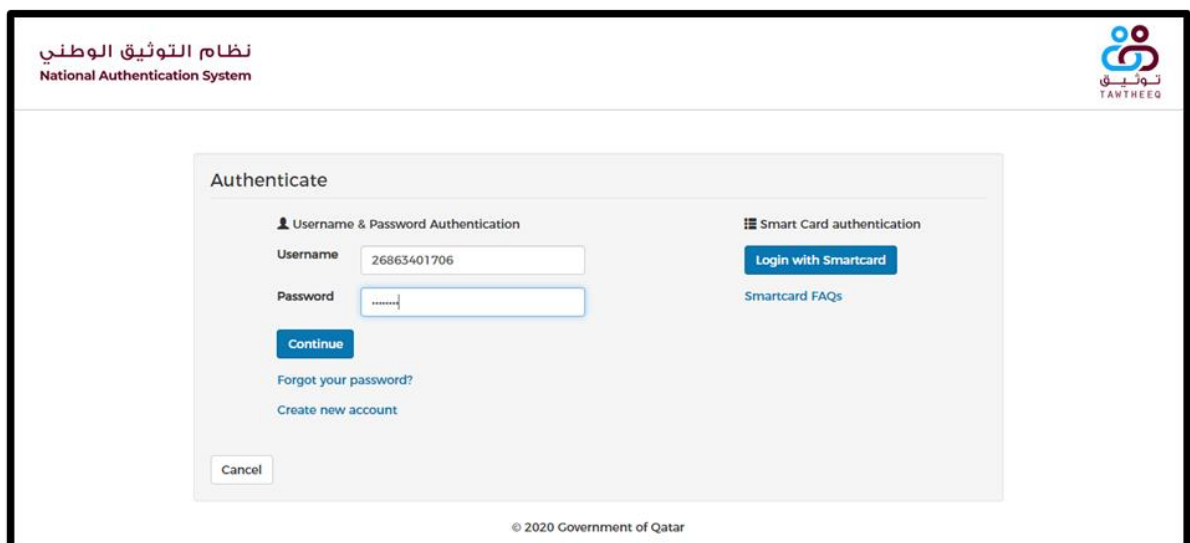 نظام التوثيق الوطني
National Authentication System
توثيق
TAWTHEEQ
Authenticate
Username & Password Authentication
Smart Card authentication
Username
26863401706
Login with Smartcard
Password
........
Smartcard FAQs
Continue
Forgot your password?
Create new account
Cancel
© 2020 Government of Qatar